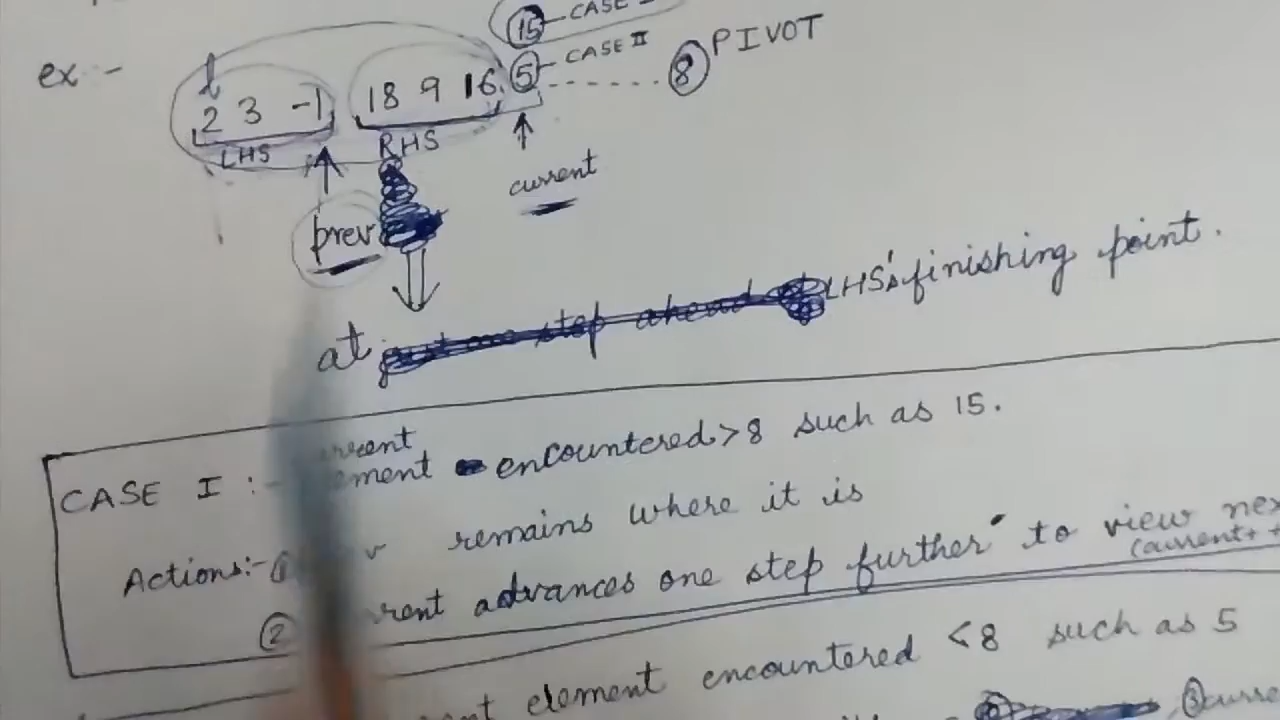 15 CASE
ex :- 2 3 -1 18 9 16 5 CASE II 8 PIVOT
LHS RHS
prev current
at LHS's finishing point.
CASE I :- element encountered > 8 such as 15.
Actions:- ① remains where it is
② advances one step further to view
(current++
element encountered < 8 such as 5
③